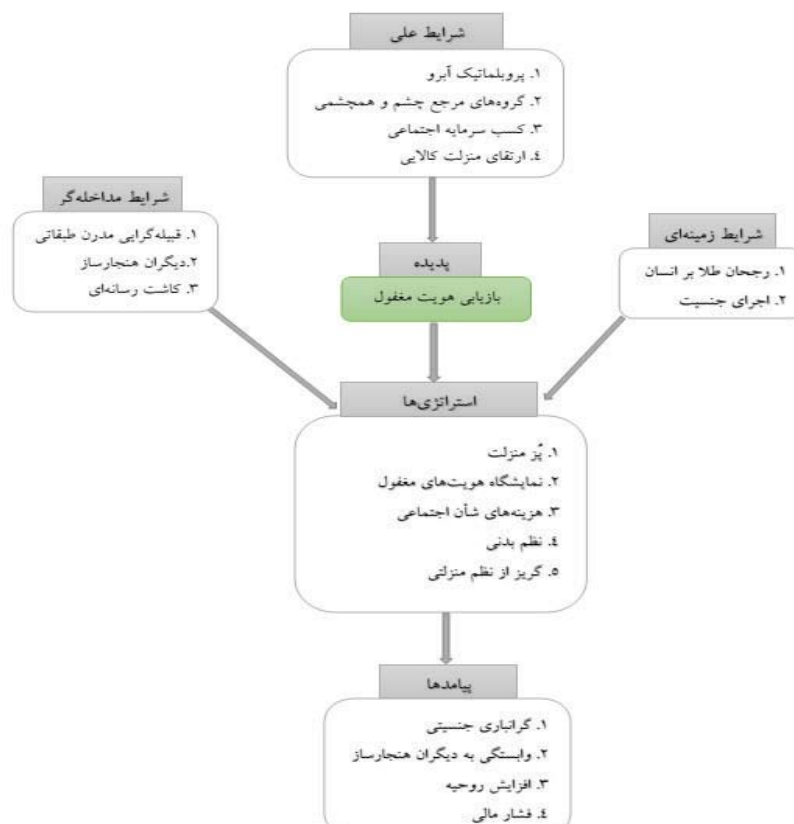 شرایط علی
۱. پروبلماتیک آبرو
۲. گروه‌های مرجع چشم و همچشمی
۳. کسب سرمایه اجتماعی
٤. ارتقای منزلت کالایی
شرایط مداخله‌گر
۱. قبیله‌گرایی مدرن طبقاتی
۲.دیگران هنجارساز
۳. کاشت رسانه‌ای
شرایط زمینه‌ای
۱. رجحان طلا بر انسان
۲. اجرای جنسیت
پدیده
بازیابی هویت مغفول
استراتژی‌ها
۱. پُز منزلت
۲. نمایشگاه هویت‌های مغفول
۳. هزینه‌های شأن اجتماعی
٤. نظم بدنی
۵. گریز از نظم منزلتی
پیامدها
۱. گرانباری جنسیتی
۲. وابستگی به دیگران هنجارساز
۳. افزایش روحیه
٤. فشار مالی